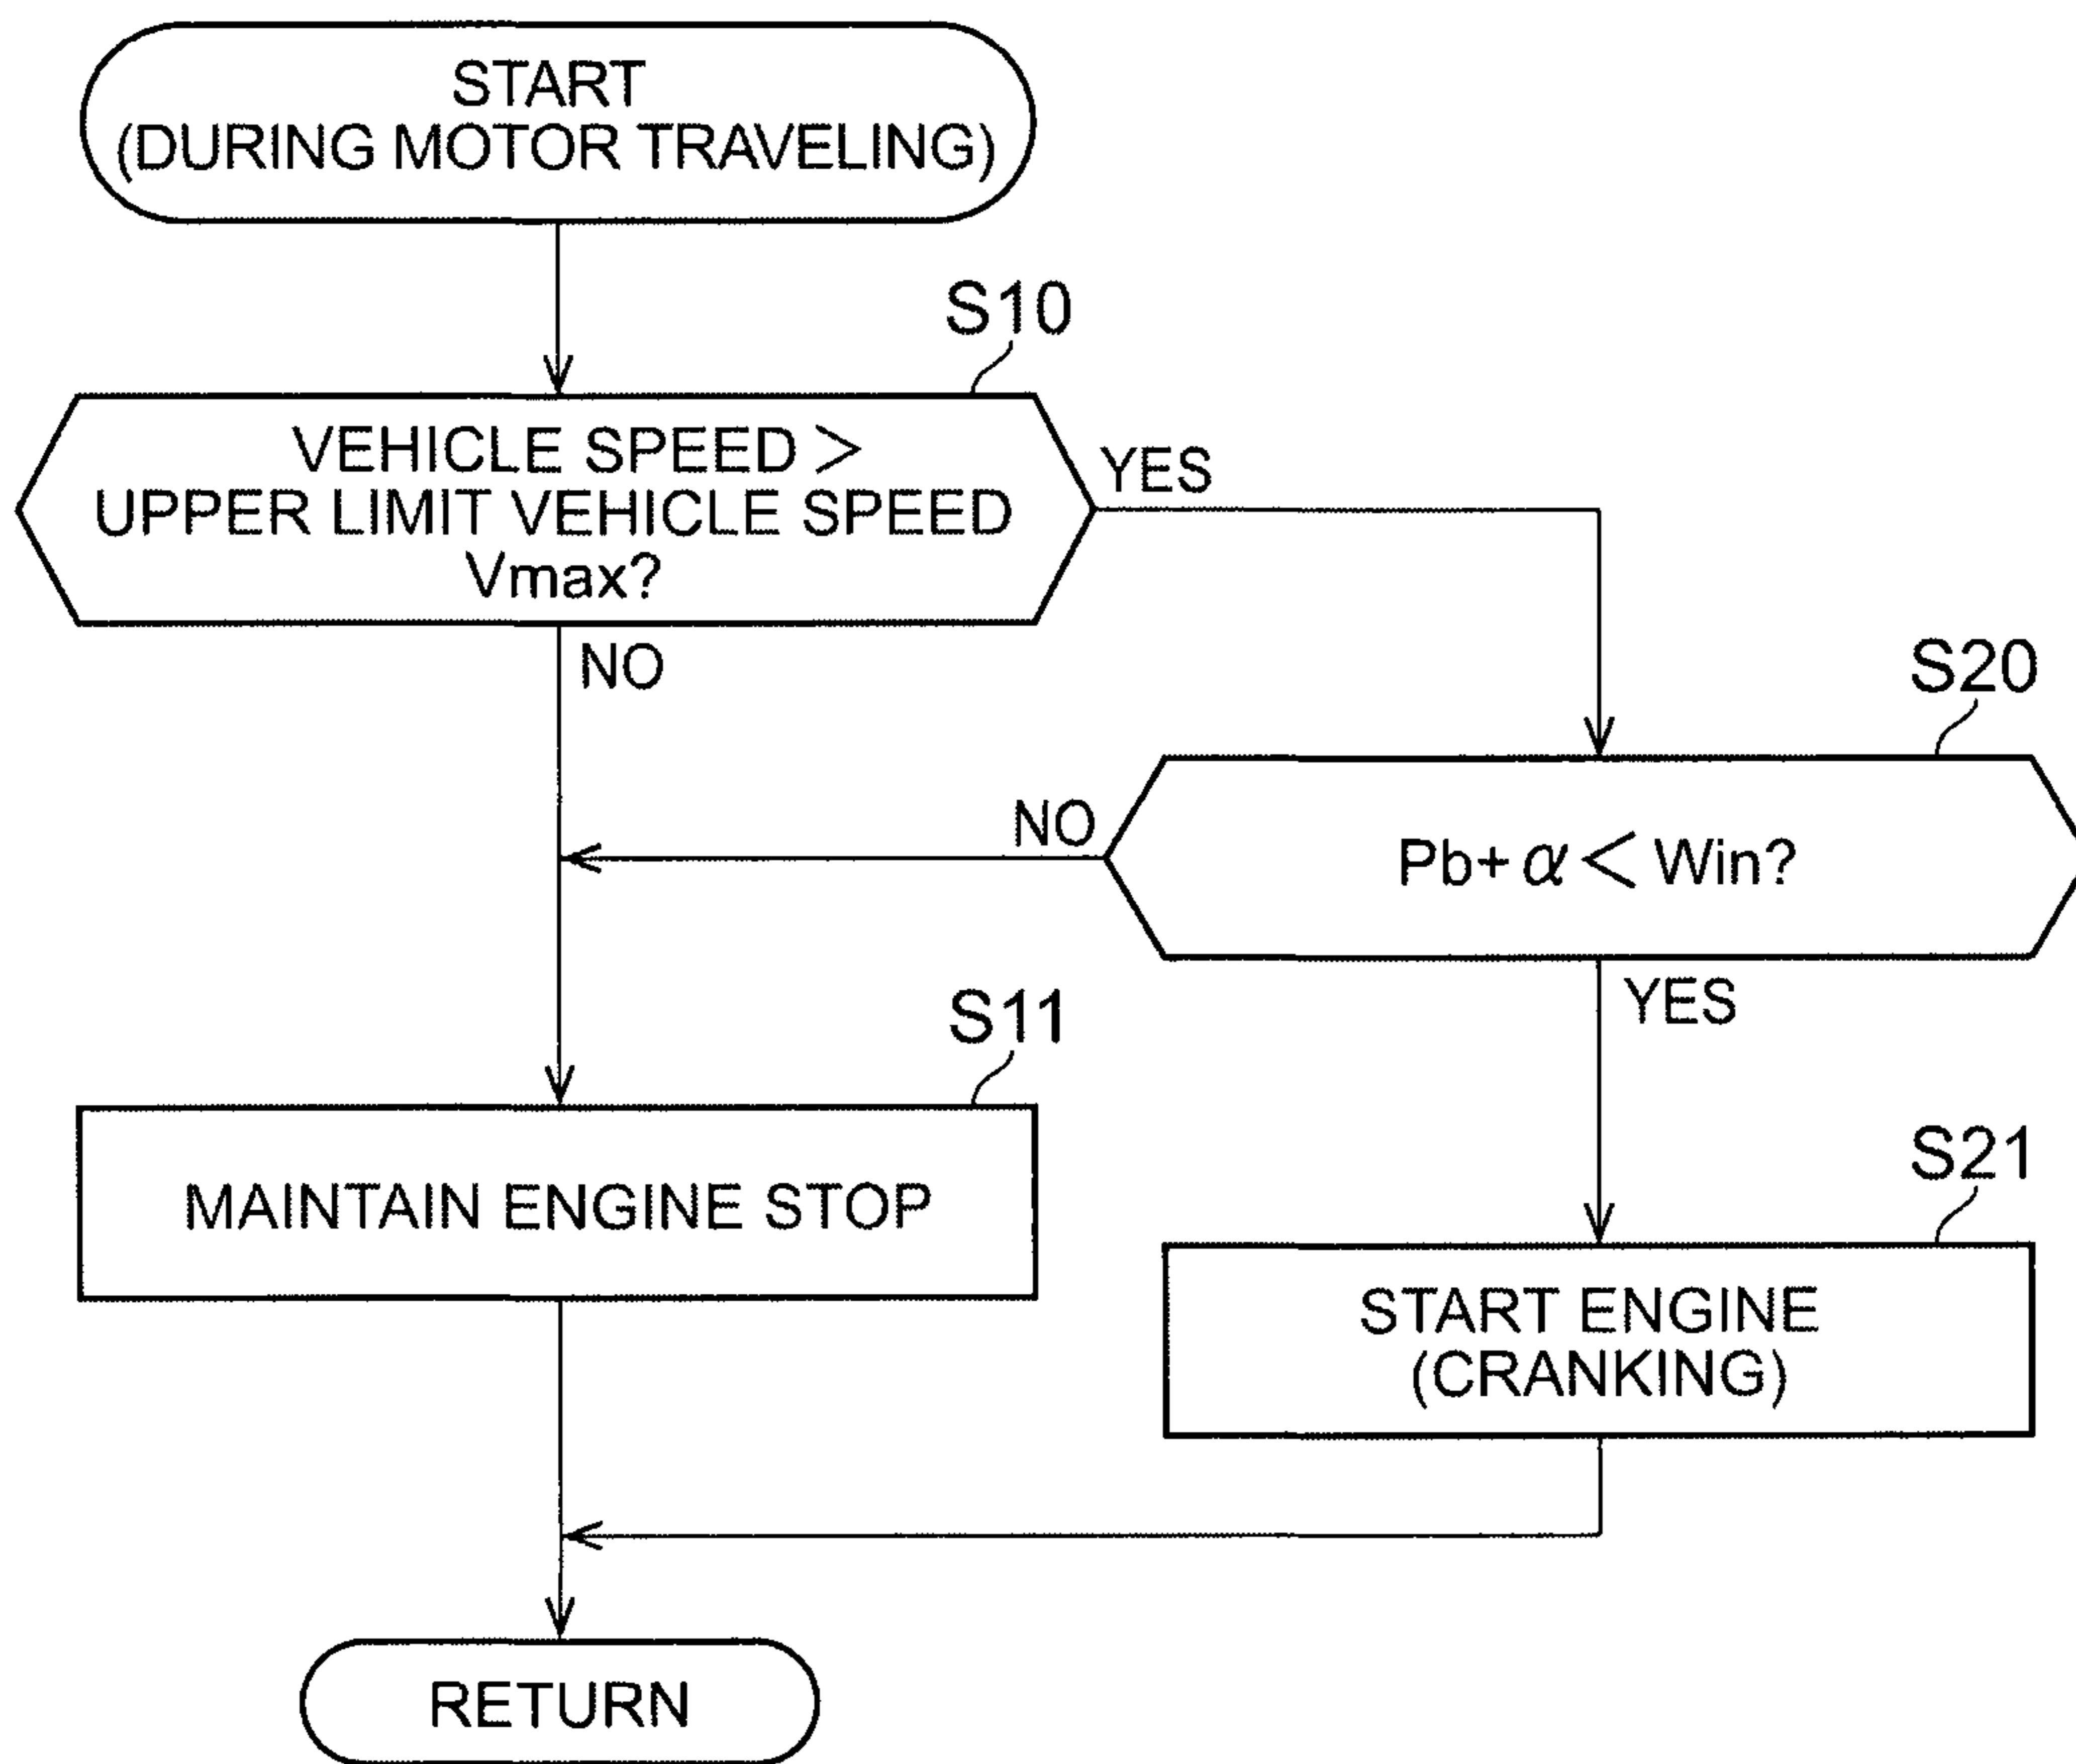 START
(DURING MOTOR TRAVELING)
S10
VEHICLE SPEED >
UPPER LIMIT VEHICLE SPEED
Vmax?
YES
NO
S20
NO
Pb+α < Win?
YES
S11
MAINTAIN ENGINE STOP
S21
START ENGINE
(CRANKING)
RETURN